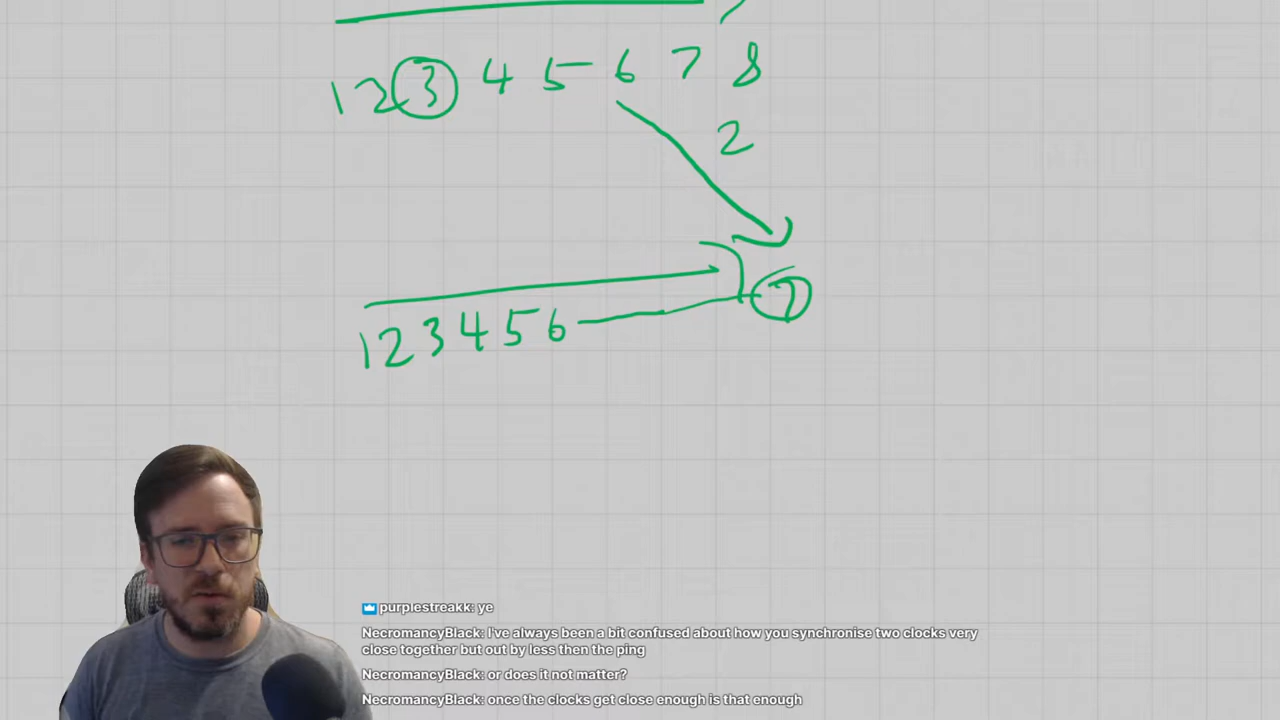 1 2 3 4 5 6 7 8
2
7
1 2 3 4 5 6
purplestreakk: ye
NecromancyBlack: I've always been a bit confused about how you synchronise two clocks very
close together but out by less then the ping
NecromancyBlack: or does it not matter?
NecromancyBlack: once the clocks get close enough is that enough